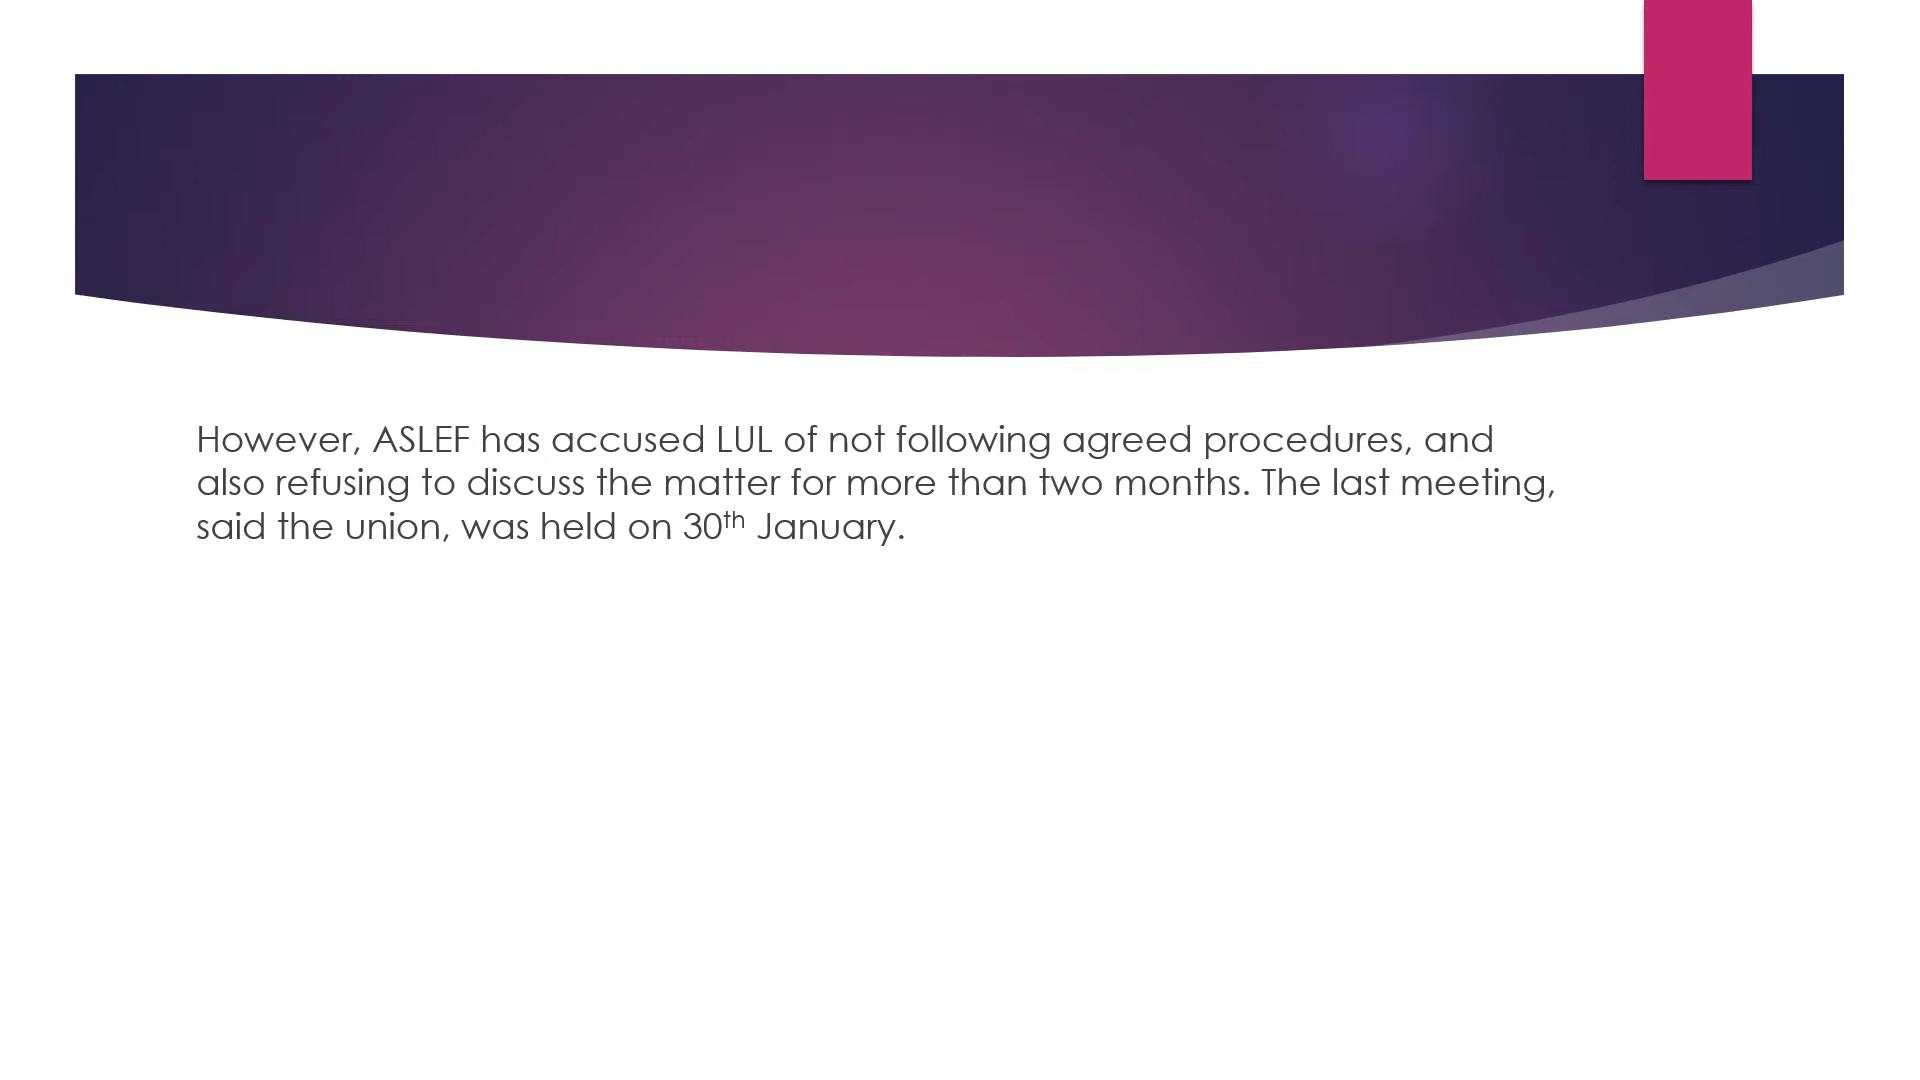 However, ASLEF has accused LUL of not following agreed procedures, and
also refusing to discuss the matter for more than two months. The last meeting,
said the union, was held on 30th January.